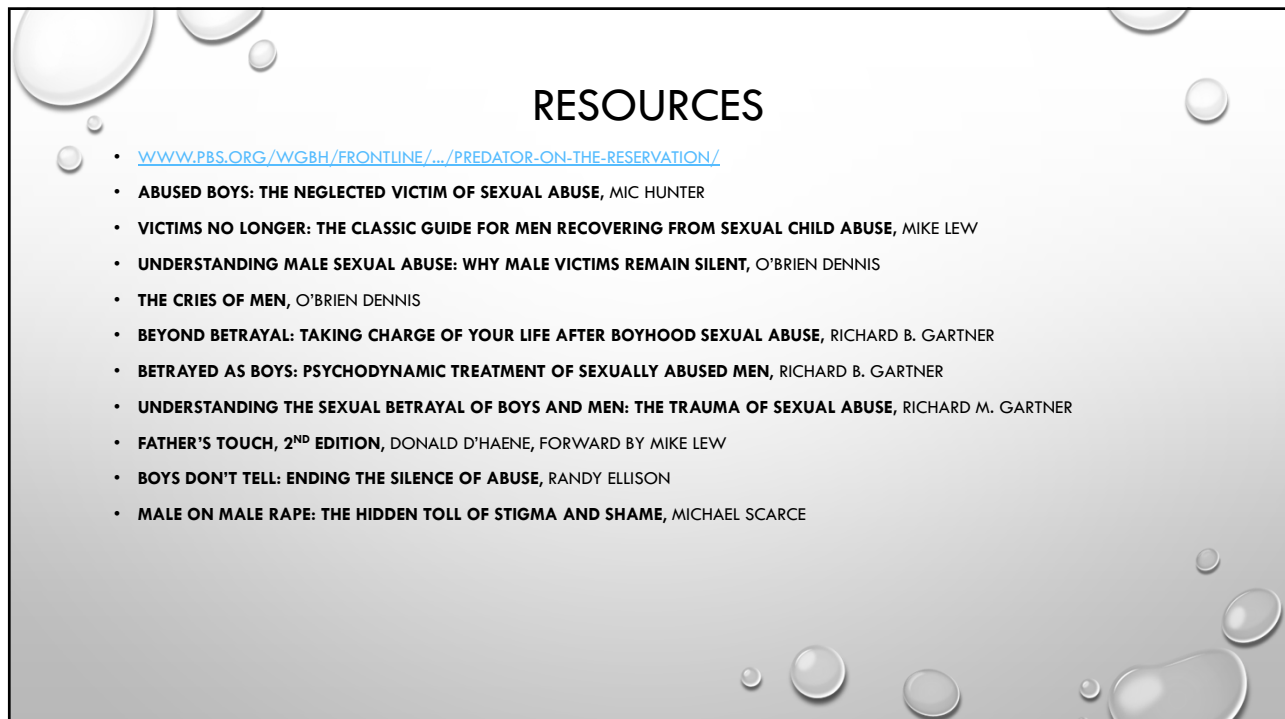 RESOURCES
• WWW.PBS.ORG/WGBH/FRONTLINE/.../PREDATOR-ON-THE-RESERVATION/
• ABUSED BOYS: THE NEGLECTED VICTIM OF SEXUAL ABUSE, MIC HUNTER
• VICTIMS NO LONGER: THE CLASSIC GUIDE FOR MEN RECOVERING FROM SEXUAL CHILD ABUSE, MIKE LEW
• UNDERSTANDING MALE SEXUAL ABUSE: WHY MALE VICTIMS REMAIN SILENT, O’BRIEN DENNIS
• THE CRIES OF MEN, O’BRIEN DENNIS
• BEYOND BETRAYAL: TAKING CHARGE OF YOUR LIFE AFTER BOYHOOD SEXUAL ABUSE, RICHARD B. GARTNER
• BETRAYED AS BOYS: PSYCHODYNAMIC TREATMENT OF SEXUALLY ABUSED MEN, RICHARD B. GARTNER
• UNDERSTANDING THE SEXUAL BETRAYAL OF BOYS AND MEN: THE TRAUMA OF SEXUAL ABUSE, RICHARD M. GARTNER
• FATHER’S TOUCH, 2ND EDITION, DONALD D’HAENE, FORWARD BY MIKE LEW
• BOYS DON’T TELL: ENDING THE SILENCE OF ABUSE, RANDY ELLISON
• MALE ON MALE RAPE: THE HIDDEN TOLL OF STIGMA AND SHAME, MICHAEL SCARCE